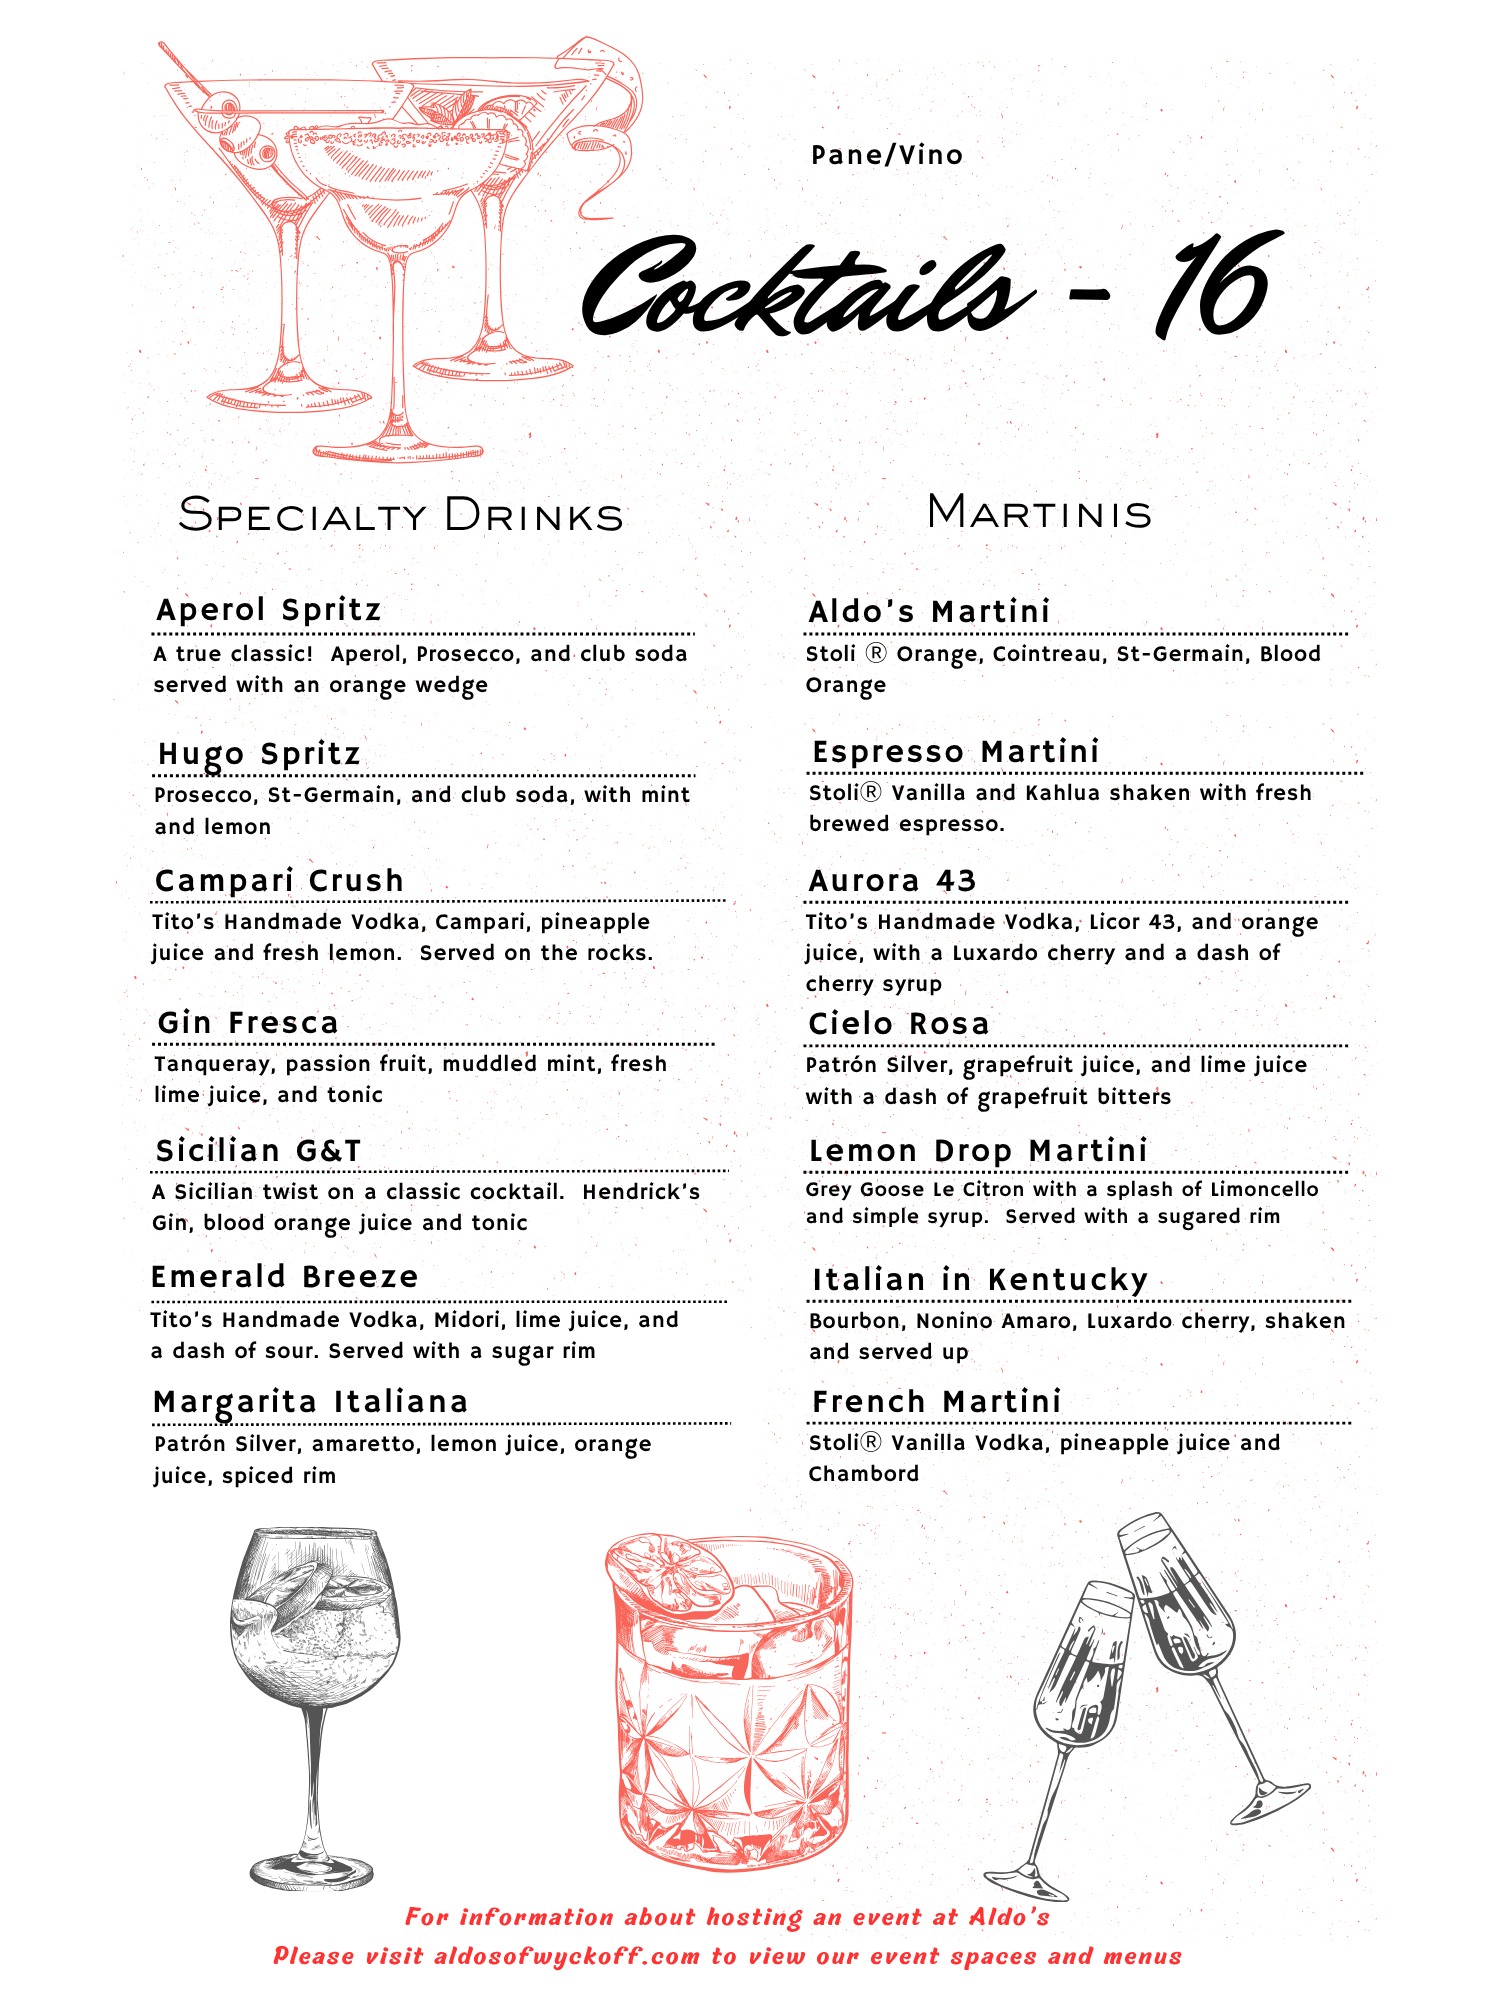 Pane/Vino
Cocktails - 16
Specialty Drinks
Aperol Spritz
A true classic!  Aperol, Prosecco, and club soda
served with an orange wedge
Hugo Spritz
Prosecco, St-Germain, and club soda, with mint
and lemon
Campari Crush
Tito's Handmade Vodka, Campari, pineapple
juice and fresh lemon.  Served on the rocks.
Gin Fresca
Tanqueray, passion fruit, muddled mint, fresh
lime juice, and tonic
Sicilian G&T
A Sicilian twist on a classic cocktail.  Hendrick's
Gin, blood orange juice and tonic
Emerald Breeze
Tito's Handmade Vodka, Midori, lime juice, and
a dash of sour. Served with a sugar rim
Margarita Italiana
Patrón Silver, amaretto, lemon juice, orange
juice, spiced rim
Martinis
Aldo's Martini
Stoli ® Orange, Cointreau, St-Germain, Blood
Orange
Espresso Martini
Stoli® Vanilla and Kahlua shaken with fresh
brewed espresso.
Aurora 43
Tito's Handmade Vodka, Licor 43, and orange
juice, with a Luxardo cherry and a dash of
cherry syrup
Cielo Rosa
Patrón Silver, grapefruit juice, and lime juice
with a dash of grapefruit bitters
Lemon Drop Martini
Grey Goose Le Citron with a splash of Limoncello
and simple syrup.  Served with a sugared rim
Italian in Kentucky
Bourbon, Nonino Amaro, Luxardo cherry, shaken
and served up
French Martini
Stoli® Vanilla Vodka, pineapple juice and
Chambord
For information about hosting an event at Aldo's
Please visit aldosofwyckoff.com to view our event spaces and menus